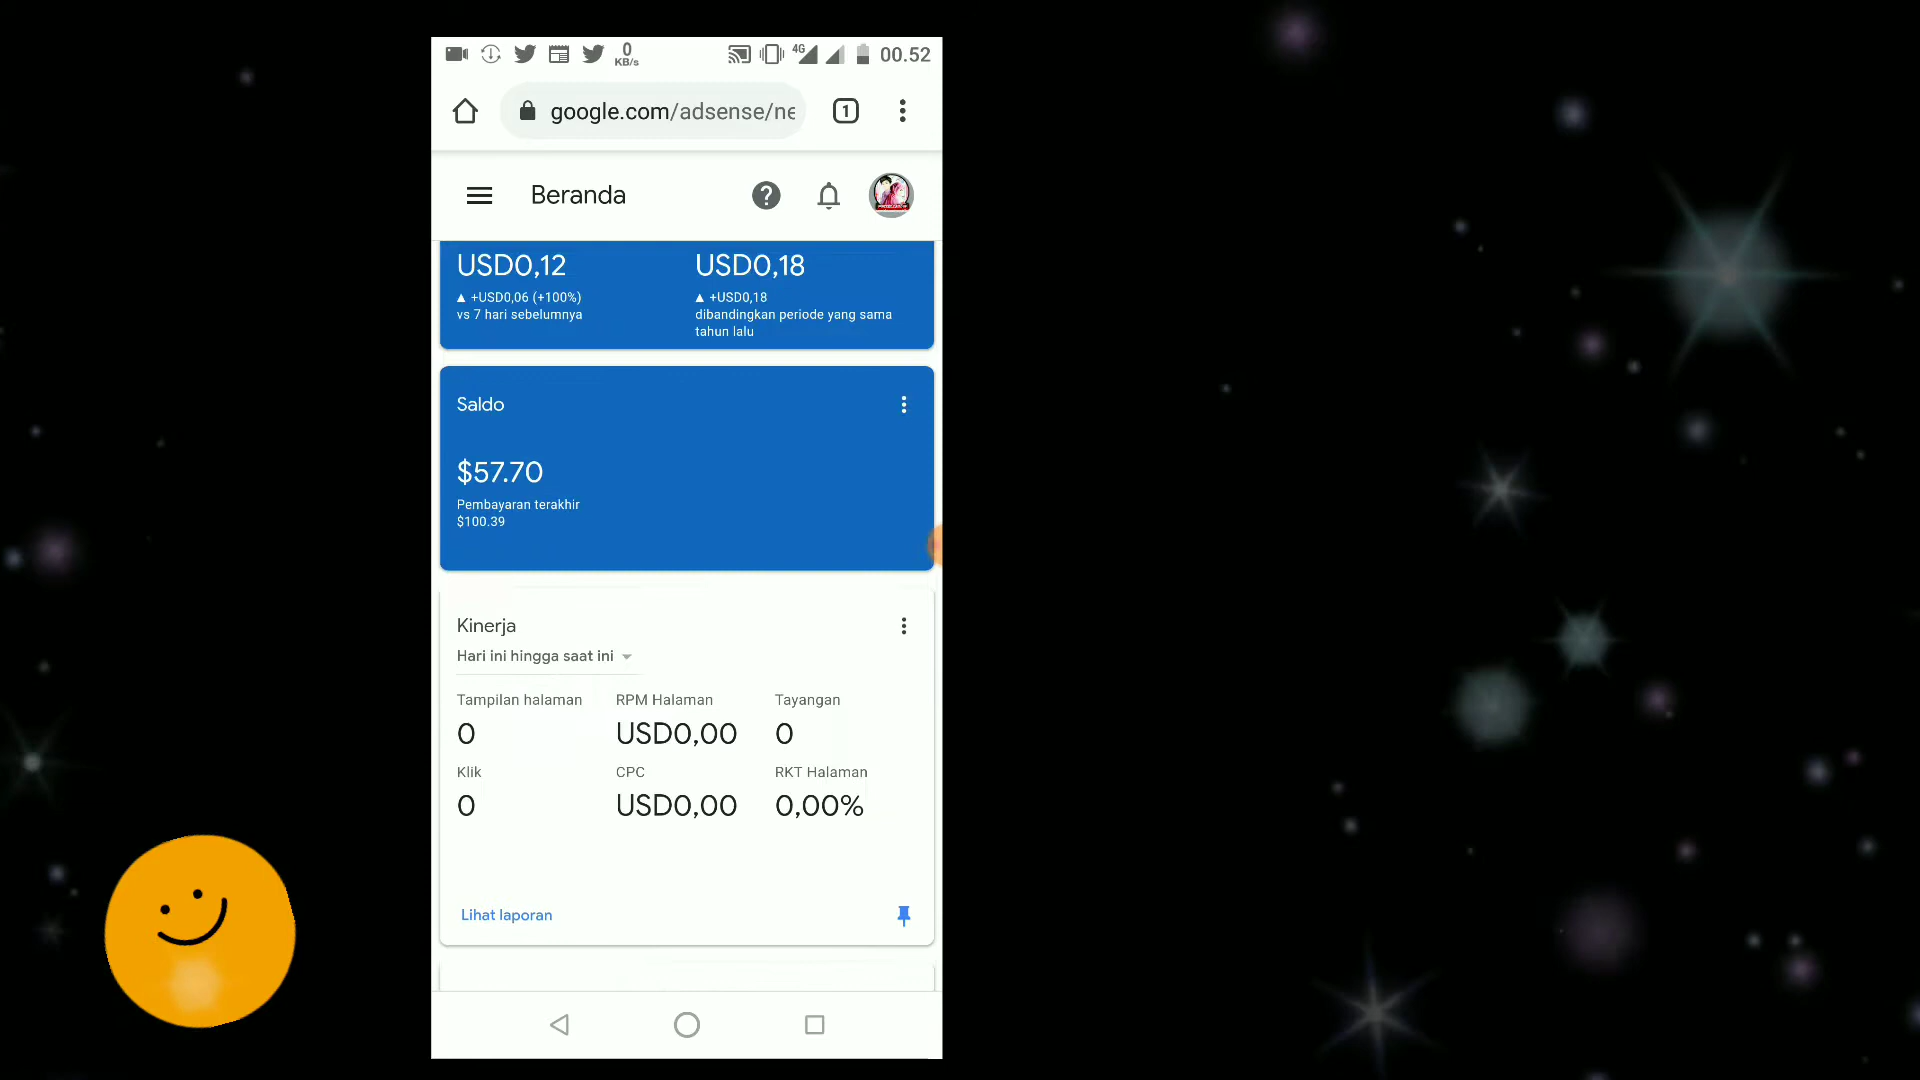 0
KB/s
4G
00.52
google.com/adsense/ne
1
Beranda
USD0,12
USD0,18
▲ +USD0,06 (+100%)
vs 7 hari sebelumnya
▲ +USD0,18
dibandingkan periode yang sama
tahun lalu
Saldo
$57.70
Pembayaran terakhir
$100.39
Kinerja
Hari ini hingga saat ini
Tampilan halaman
RPM Halaman
Tayangan
0
USD0,00
0
Klik
CPC
RKT Halaman
0
USD0,00
0,00%
Lihat laporan